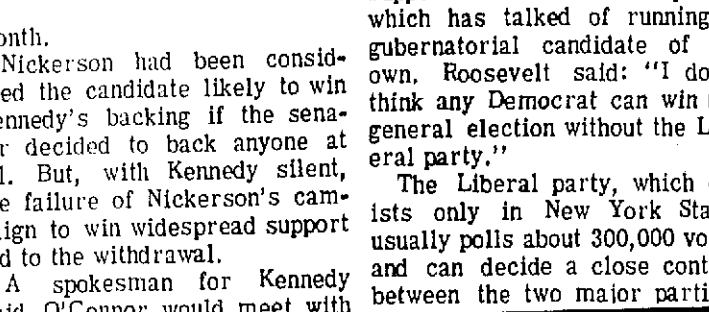 onth.
Nickerson had been consid-
ed the candidate likely to win
ennedy's backing if the sena-
r decided to back anyone at
l. But, with Kennedy silent,
e failure of Nickerson's cam-
ign to win widespread support
d to the withdrawal.
A spokesman for Kennedy
id O'Connor would meet with
which has talked of running
gubernatorial candidate of
own, Roosevelt said: "I do
think any Democrat can win
general election without the L
eral party."
The Liberal party, which
ists only in New York Sta
usually polls about 300,000 vo
and can decide a close cont
between the two major parti